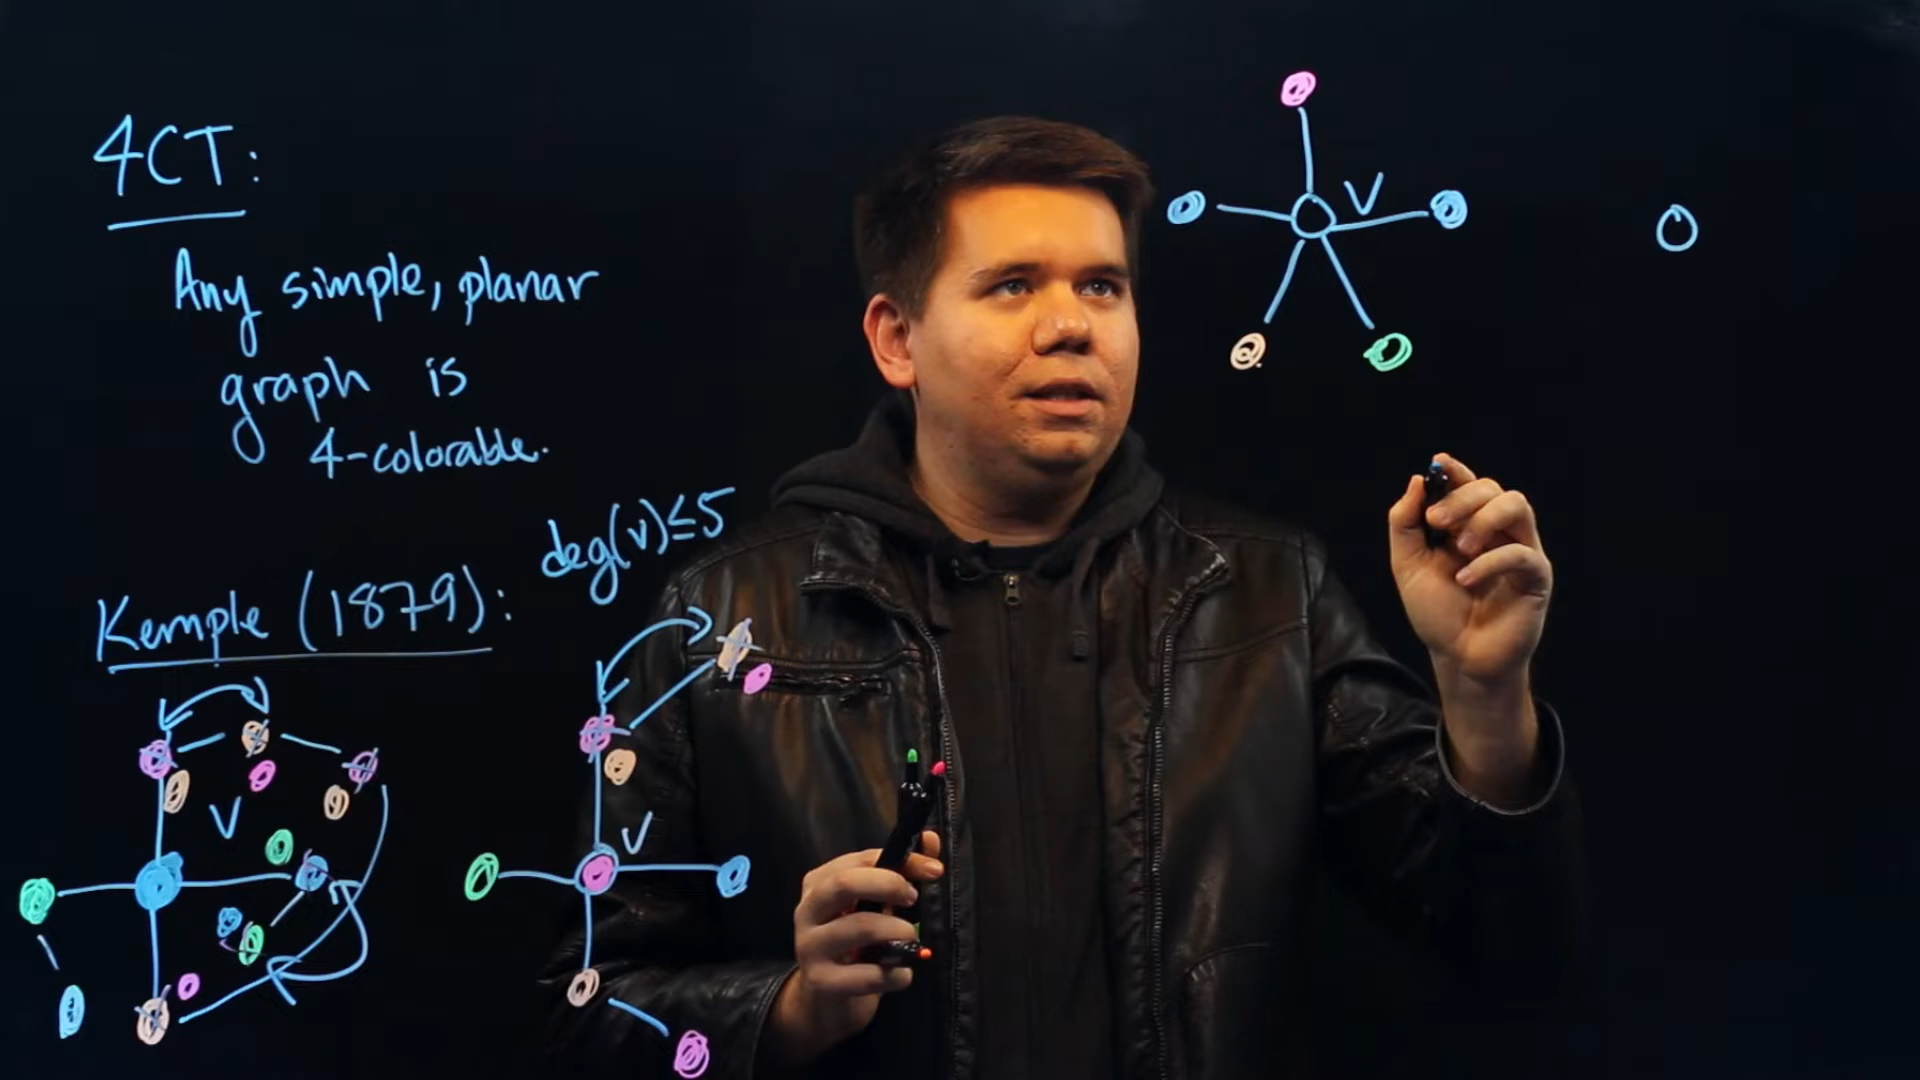 4CT:
Any simple, planar
graph is
4-colorable.
deg(v)≤5
Kemple (1879):
V
V
V